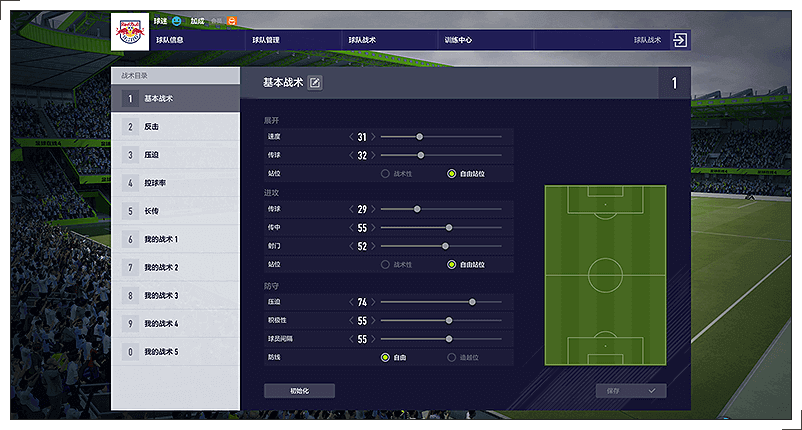 球迷 加成 会员
球队信息 球队管理 球队战术 训练中心 球队战术
战术目录
1 基本战术
2 反击
3 压迫
4 控球率
5 长传
6 我的战术 1
7 我的战术 2
8 我的战术 3
9 我的战术 4
0 我的战术 5
基本战术 1
展开
速度 31
传球 32
站位 战术性 自由站位
进攻
传球 29
传中 55
射门 52
站位 战术性 自由站位
防守
压迫 74
积极性 55
球员间隔 55
防线 自由 造越位
初始化 保存